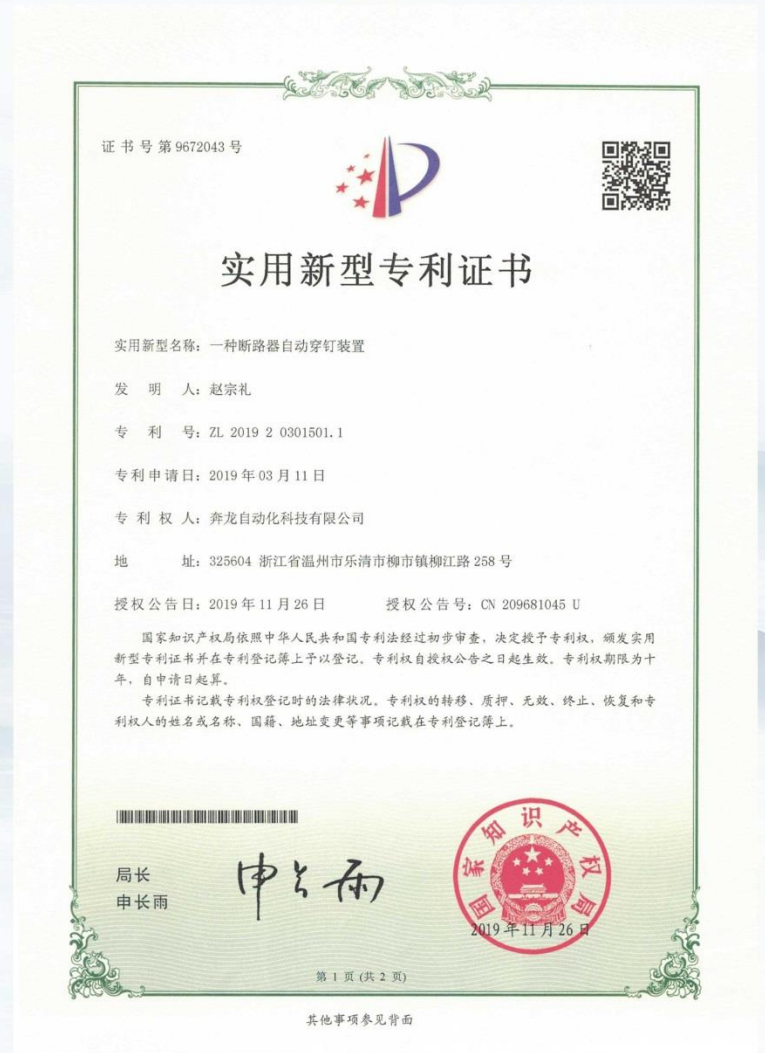 证书号第9672043号
实用新型专利证书
实用新型名称：一种断路器自动穿钉装置
发明人：赵宗礼
专利号：ZL 2019 2 0301501.1
专利申请日：2019年03月11日
专利权人：奔龙自动化科技有限公司
地址：325604 浙江省温州市乐清市柳市镇柳江路258号
授权公告日：2019年11月26日 授权公告号：CN 209681045 U
国家知识产权局依照中华人民共和国专利法经过初步审查，决定授予专利权，颁发实用
新型专利证书并在专利登记簿上予以登记。专利权自授权公告之日起生效。专利权期限为十
年，自申请日起算。
专利证书记载专利权登记时的法律状况。专利权的转移、质押、无效、终止、恢复和专
利权人的姓名或名称、国籍、地址变更等事项记载在专利登记簿上。
局长
申长雨
申长雨
国家知识产权局
2019年11月26日
第 1 页 (共 2 页)
其他事项参见背面